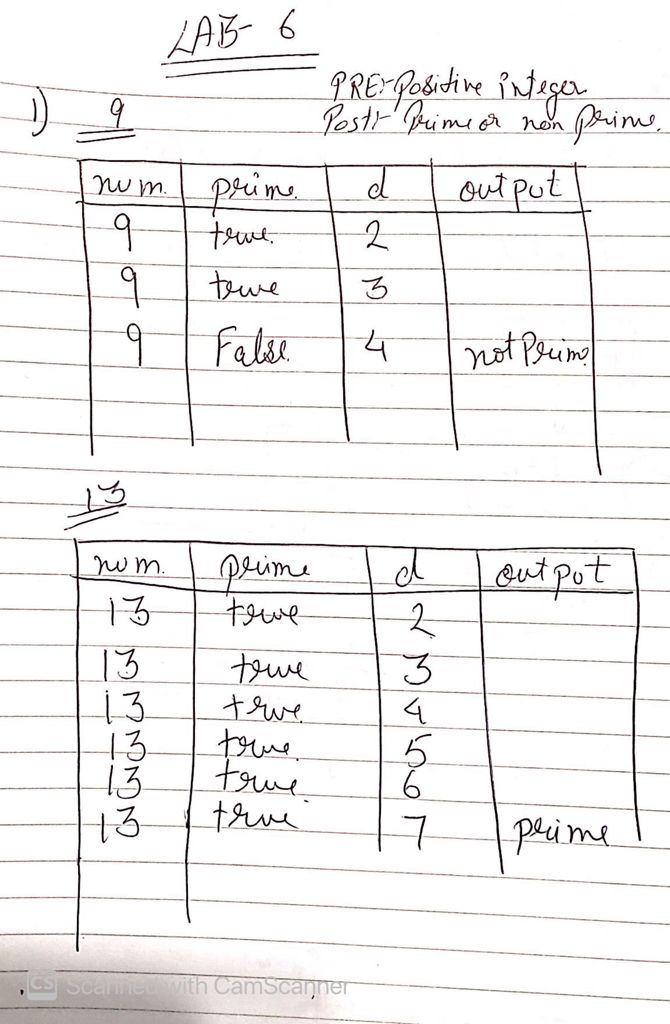 LAB- 6
PRE:- Positive integer
1) 9 Post:- Prime or non prime.
num. prime. d output
9 true. 2
9 true 3
9 False. 4 not Prime
13
num. prime d output
13 true 2
13 true 3
13 true 4
13 true. 5
13 true. 6
13 true 7 prime
CS Scanned with CamScanner